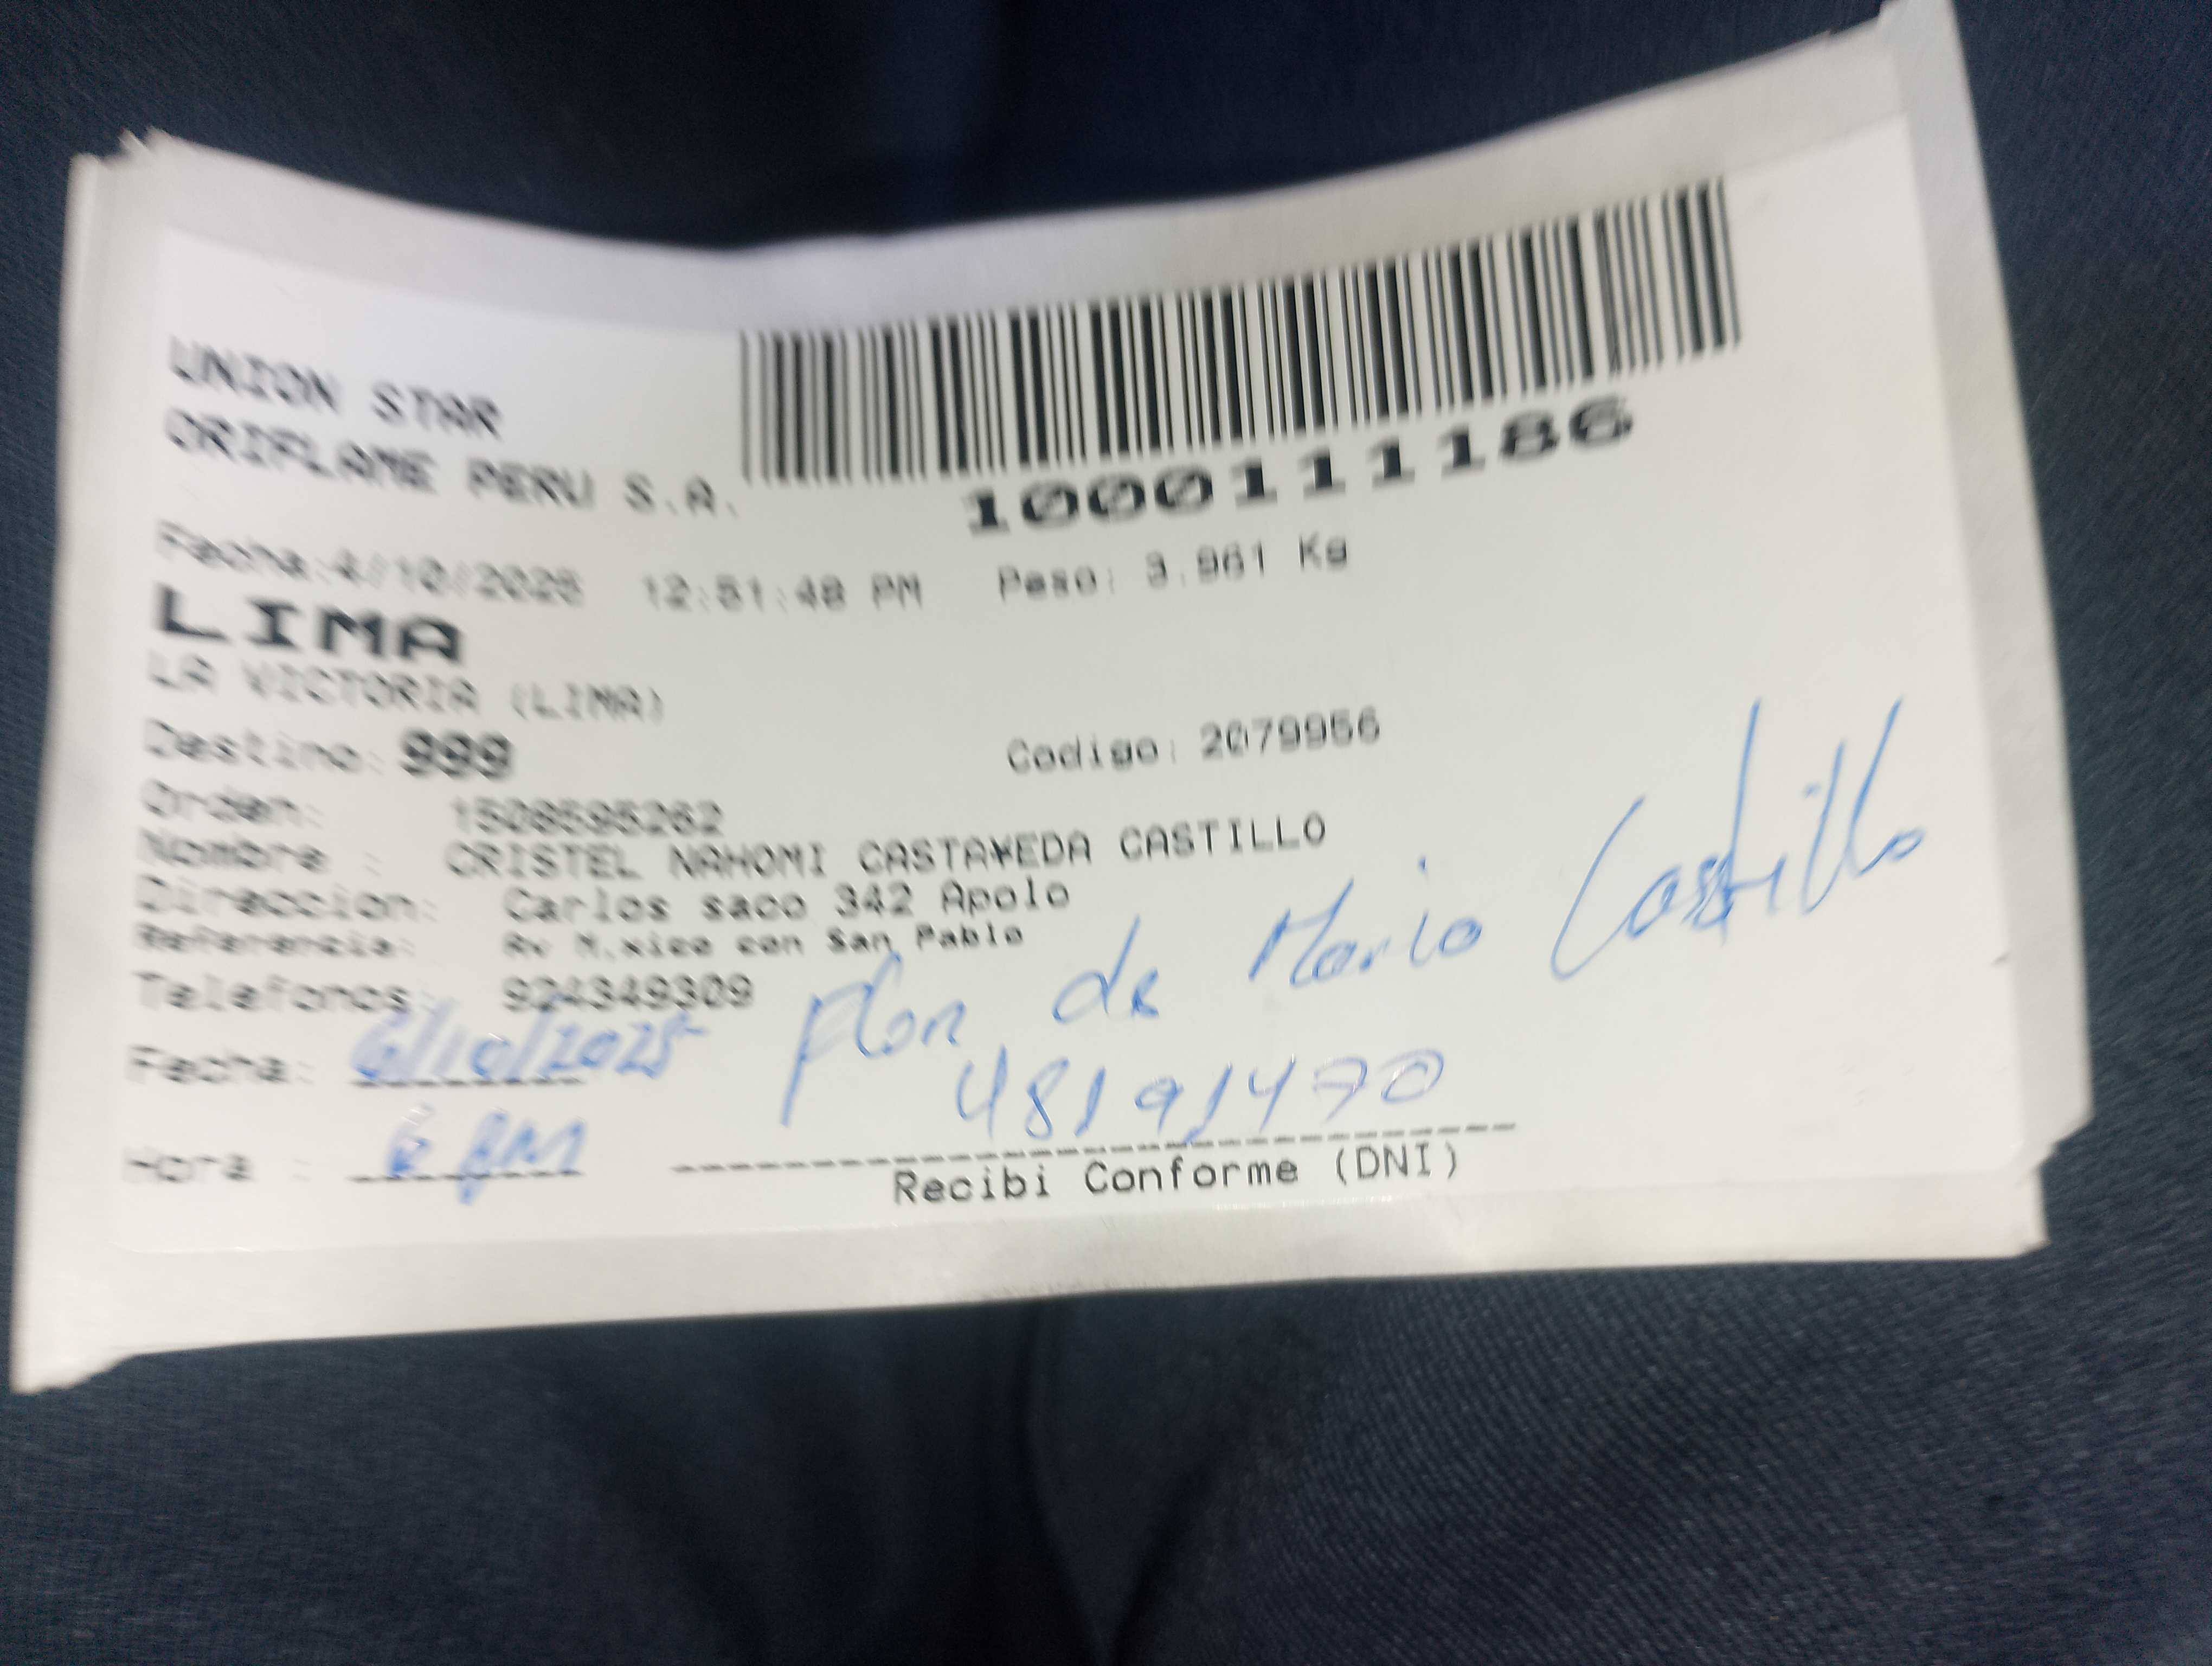 UNION STAR
ORIFLAME PERU S.A.
1000111186
Fecha:4/10/2025 12:51:48 PM Peso: 3.961 Kg
LIMA
LA VICTORIA (LIMA)
Destino: 999 Codigo: 2079956
Orden: 1508595262
Nombre : CRISTEL NAHOMI CASTA¥EDA CASTILLO
Direccion: Carlos saco 342 Apolo
Referencia: Av M.xico con San Pablo
Telefonos: 924349309
de Mario Castillo
Fecha: 6/10/2025
48191470
Hora : 6 PM
Recibi Conforme (DNI)